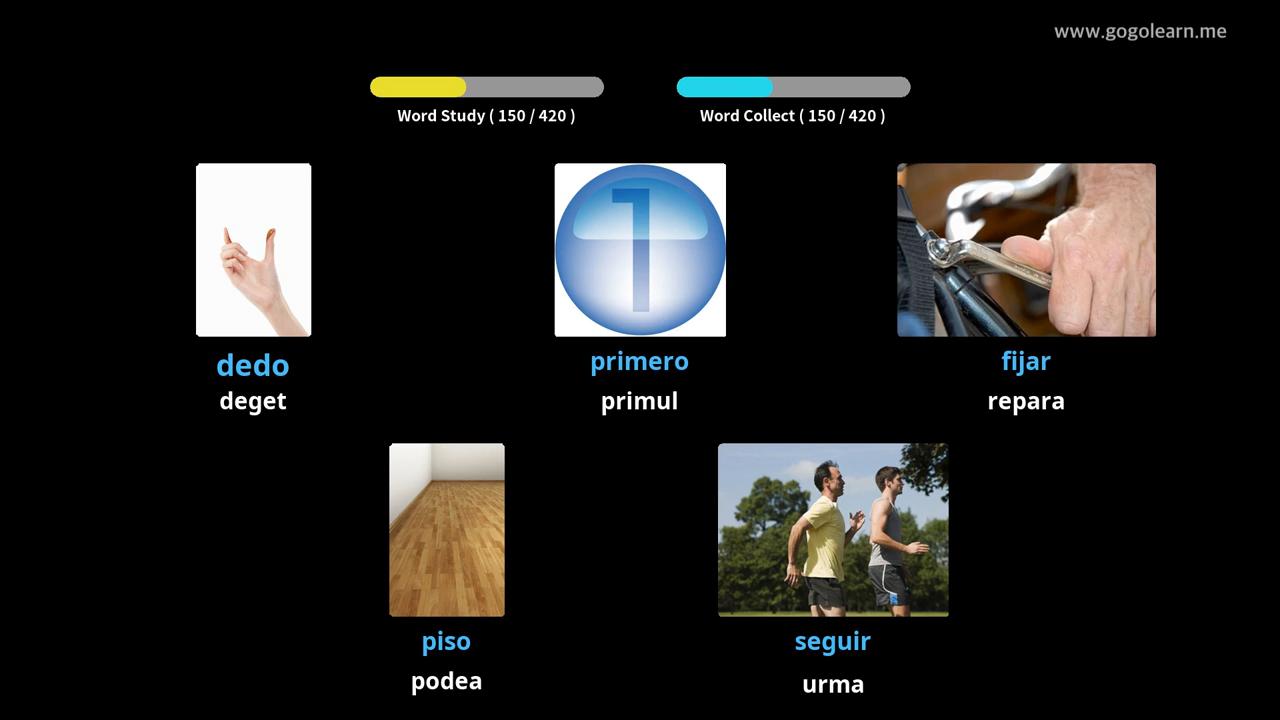 www.gogolearn.me
Word Study ( 150 / 420 )
Word Collect ( 150 / 420 )
1
dedo
deget
primero
primul
fijar
repara
piso
podea
seguir
urma